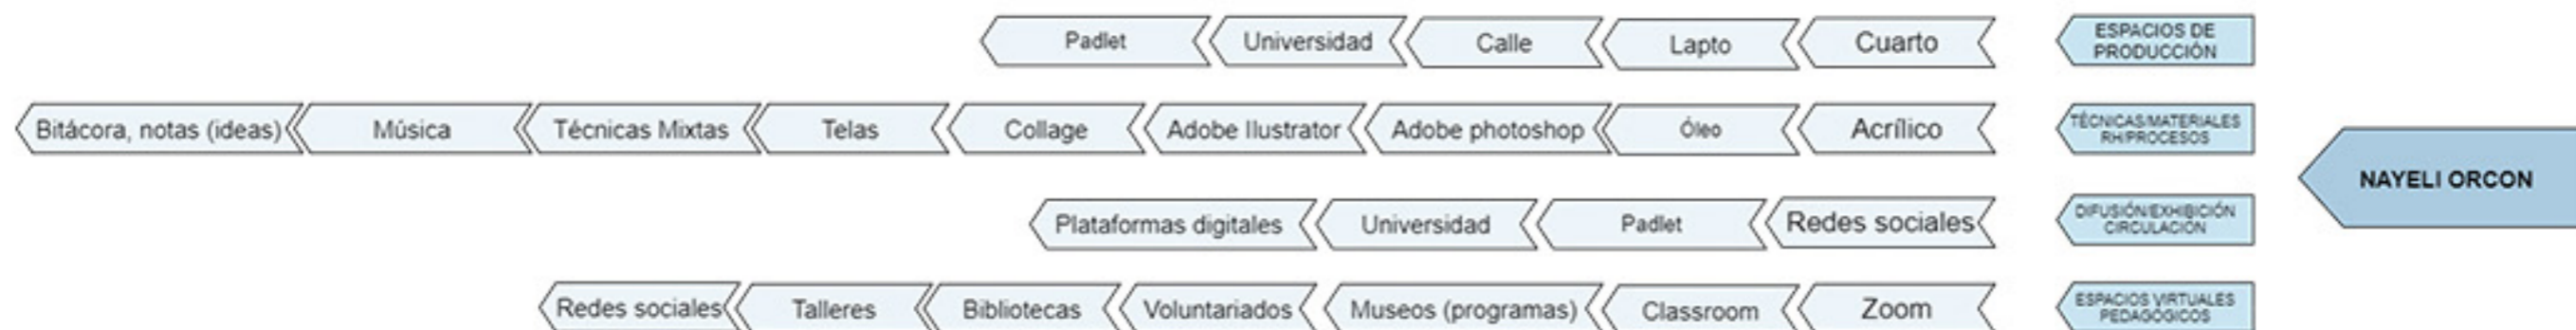 Padlet Universidad Calle Lapto Cuarto ESPACIOS DE
PRODUCCIÓN
Bitácora, notas (ideas) Música Técnicas Mixtas Telas Collage Adobe Ilustrator Adobe photoshop Óleo Acrílico TÉCNICAS/MATERIALES
RH/PROCESOS
NAYELI ORCON
Plataformas digitales Universidad Padlet Redes sociales DIFUSIÓN/EXHIBICIÓN
CIRCULACIÓN
Redes sociales Talleres Bibliotecas Voluntariados Museos (programas) Classroom Zoom ESPACIOS VIRTUALES
PEDAGÓGICOS